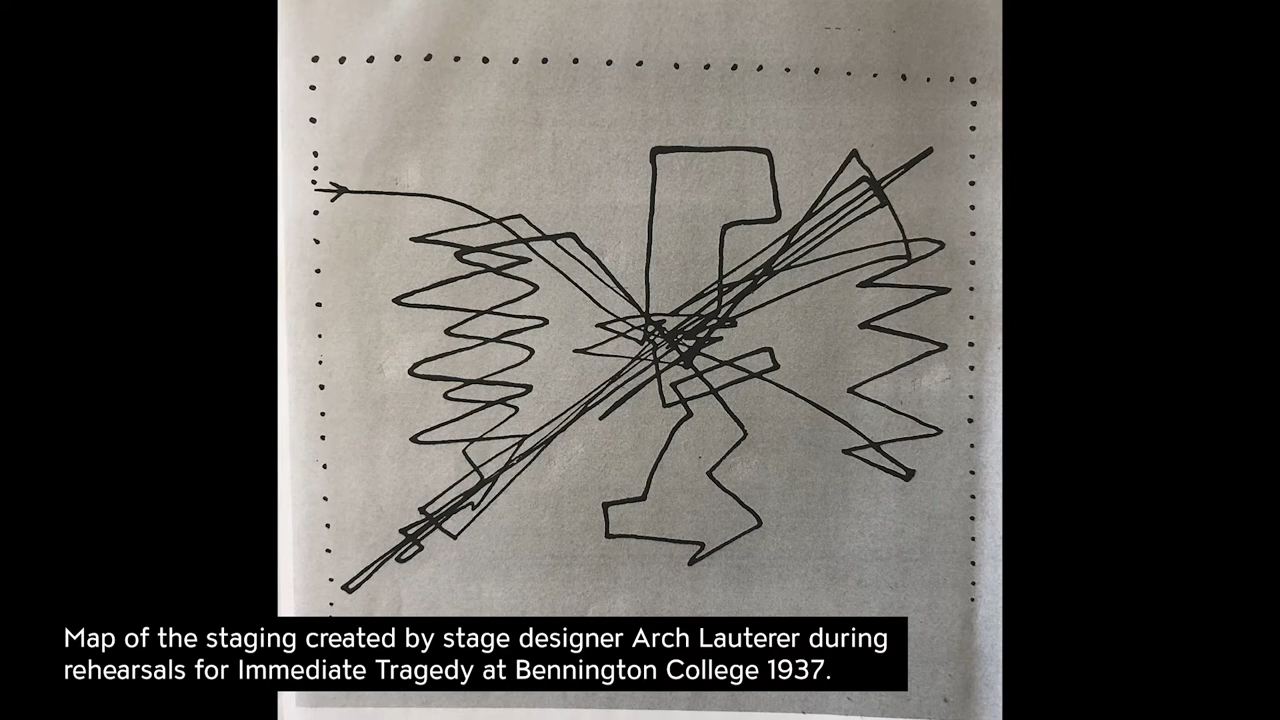 Map of the staging created by stage designer Arch Lauterer during
rehearsals for Immediate Tragedy at Bennington College 1937.